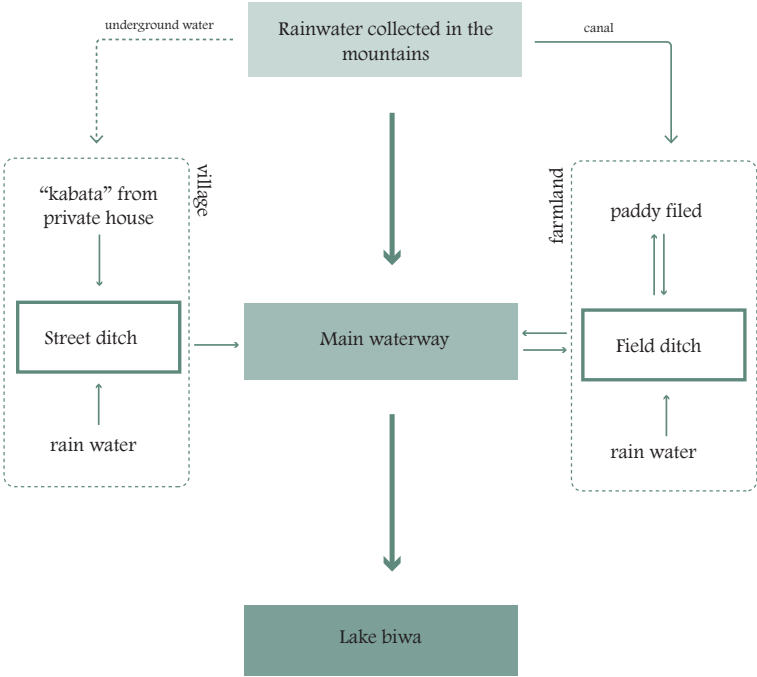 underground water
Rainwater collected in the
mountains
canal
village
“kabata” from
private house
Street ditch
rain water
Main waterway
farmland
paddy filed
Field ditch
rain water
Lake biwa